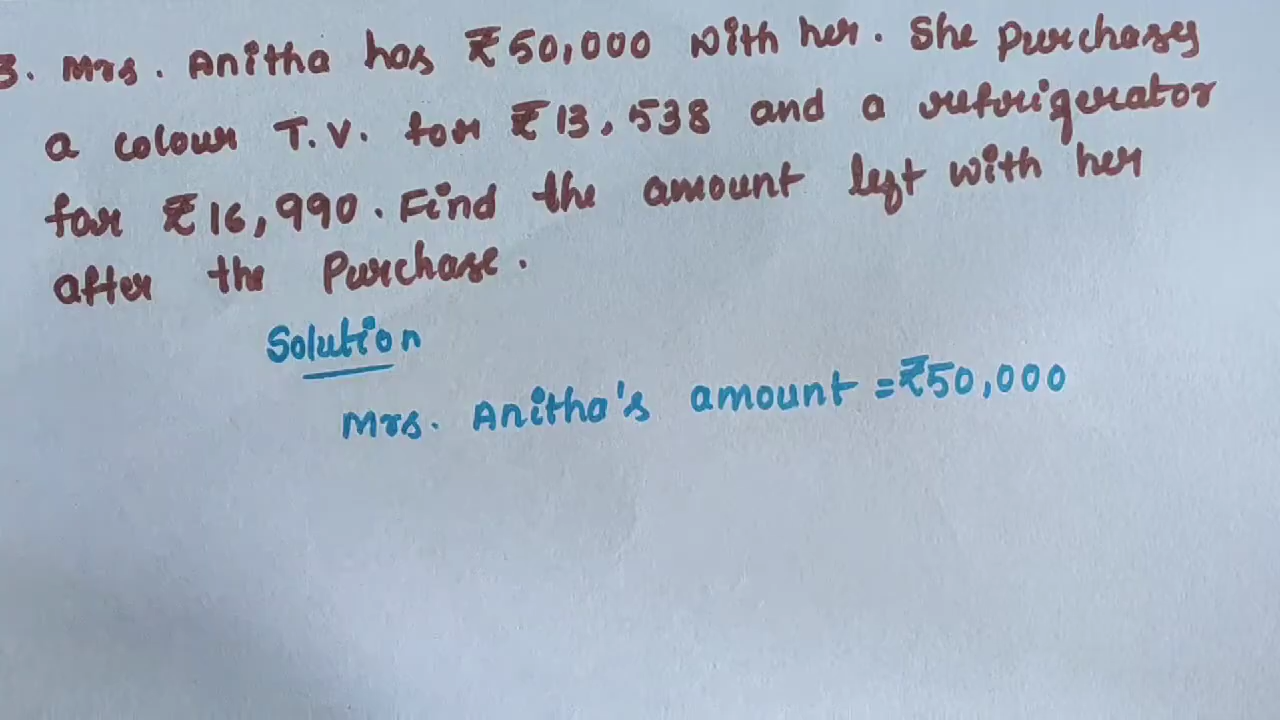 3. Mrs. Anitha has ₹50,000 with her. She Purchases
a colour T.V. for ₹13,538 and a refrigerator
for ₹16,990. Find the amount left with her
after the Purchase.
Solution
Mrs. Anitha's amount = ₹50,000